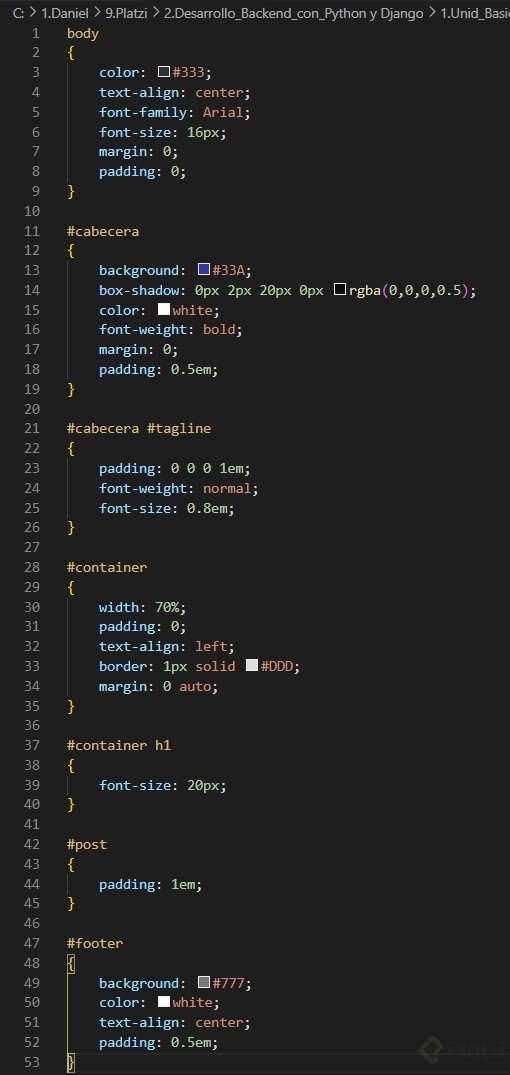 C: > 1.Daniel > 9.Platzi > 2.Desarrollo_Backend_con_Python y Django > 1.Unid_Basi
1 body
2 {
3     color: #333;
4     text-align: center;
5     font-family: Arial;
6     font-size: 16px;
7     margin: 0;
8     padding: 0;
9 }
10
11 #cabecera
12 {
13     background: #33A;
14     box-shadow: 0px 2px 20px 0px rgba(0,0,0,0.5);
15     color: white;
16     font-weight: bold;
17     margin: 0;
18     padding: 0.5em;
19 }
20
21 #cabecera #tagline
22 {
23     padding: 0 0 0 1em;
24     font-weight: normal;
25     font-size: 0.8em;
26 }
27
28 #container
29 {
30     width: 70%;
31     padding: 0;
32     text-align: left;
33     border: 1px solid #DDD;
34     margin: 0 auto;
35 }
36
37 #container h1
38 {
39     font-size: 20px;
40 }
41
42 #post
43 {
44     padding: 1em;
45 }
46
47 #footer
48 {
49     background: #777;
50     color: white;
51     text-align: center;
52     padding: 0.5em;
53 }
Platzi